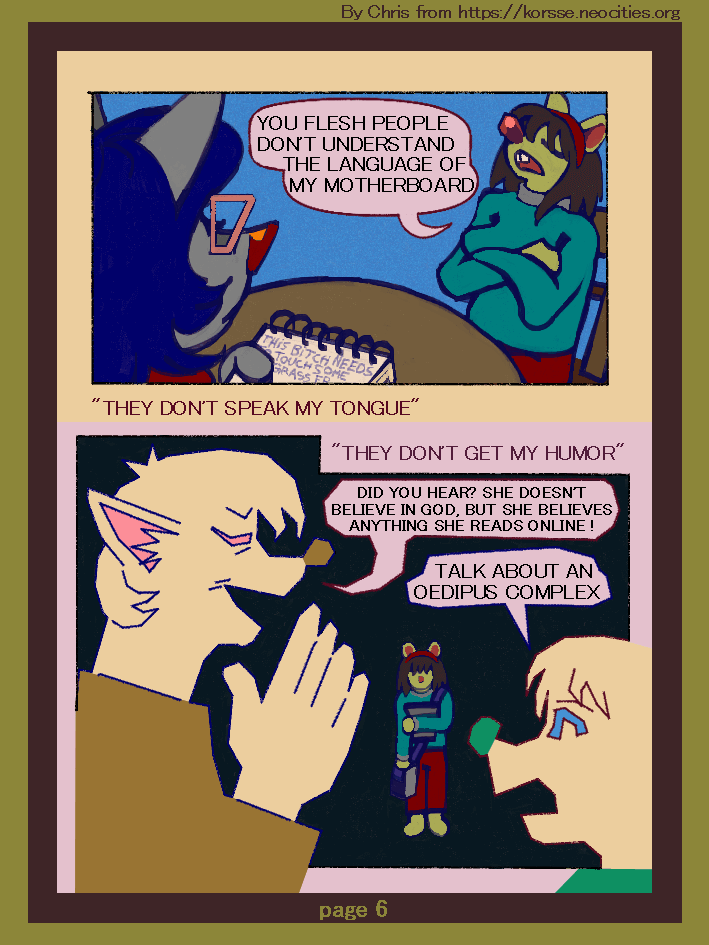 By Chris from https://korsse.neocities.org
YOU FLESH PEOPLE
DON'T UNDERSTAND
THE LANGUAGE OF
MY MOTHERBOARD
THIS BITCH NEEDS
TOUCH SOME
GRASS FR
"THEY DON'T SPEAK MY TONGUE"
"THEY DON'T GET MY HUMOR"
DID YOU HEAR? SHE DOESN'T
BELIEVE IN GOD, BUT SHE BELIEVES
ANYTHING SHE READS ONLINE !
TALK ABOUT AN
OEDIPUS COMPLEX
page 6